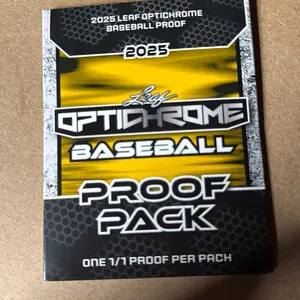 2025 LEAF OPTICHROME
BASEBALL PROOF
2025
Leaf
OPTICHROME
BASEBALL
PROOF
PACK
ONE 1/1 PROOF PER PACK